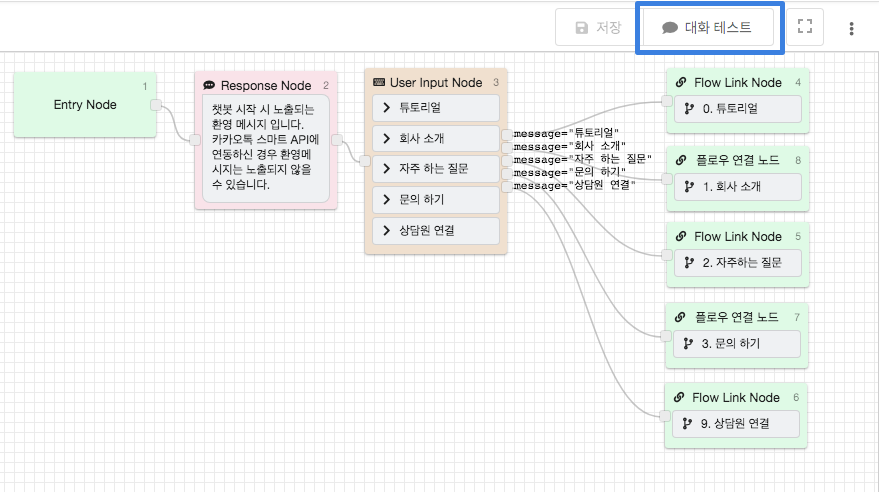 저장
대화 테스트
1
Entry Node
Response Node 2
챗봇 시작 시 노출되는
환영 메시지 입니다.
카카오톡 스마트 API에
연동하신 경우 환영메
시지는 노출되지 않을
수 있습니다.
User Input Node 3
튜토리얼
회사 소개
자주 하는 질문
문의 하기
상담원 연결
message="튜토리얼"
message="회사 소개"
message="자주 하는 질문"
message="문의 하기"
message="상담원 연결"
Flow Link Node 4
0. 튜토리얼
플로우 연결 노드 8
1. 회사 소개
Flow Link Node 5
2. 자주하는 질문
플로우 연결 노드 7
3. 문의 하기
Flow Link Node 6
9. 상담원 연결